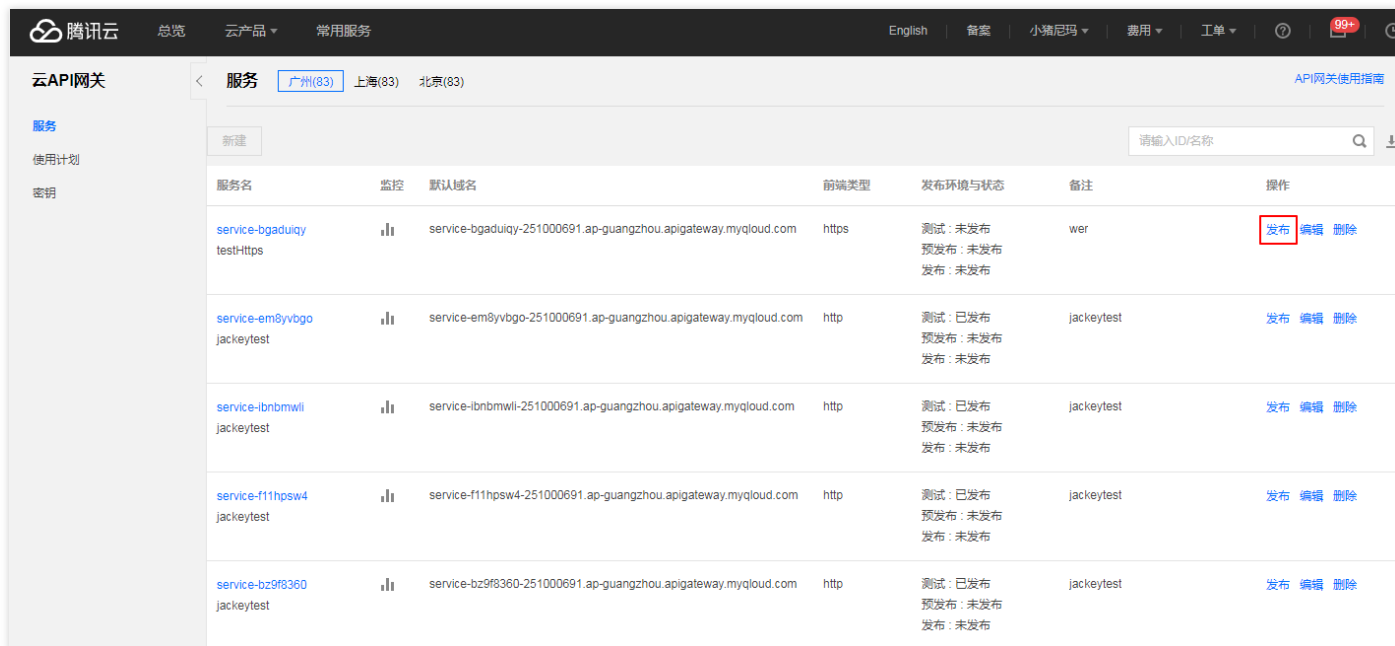 腾讯云 总览 云产品 常用服务 English 备案 小猪尼玛 费用 工单 99+
云API网关 服务 广州(83) 上海(83) 北京(83) API网关使用指南
服务
使用计划
密钥
新建 请输入ID/名称
服务名 监控 默认域名 前端类型 发布环境与状态 备注 操作
service-bgaduiqy service-bgaduiqy-251000691.ap-guangzhou.apigateway.myqloud.com https 测试 : 未发布 wer 发布 编辑 删除
testHttps 预发布 : 未发布
发布 : 未发布
service-em8yvbgo service-em8yvbgo-251000691.ap-guangzhou.apigateway.myqloud.com http 测试 : 已发布 jackeytest 发布 编辑 删除
jackeytest 预发布 : 未发布
发布 : 未发布
service-ibnbmwli service-ibnbmwli-251000691.ap-guangzhou.apigateway.myqloud.com http 测试 : 已发布 jackeytest 发布 编辑 删除
jackeytest 预发布 : 未发布
发布 : 未发布
service-f11hpsw4 service-f11hpsw4-251000691.ap-guangzhou.apigateway.myqloud.com http 测试 : 已发布 jackeytest 发布 编辑 删除
jackeytest 预发布 : 未发布
发布 : 未发布
service-bz9f8360 service-bz9f8360-251000691.ap-guangzhou.apigateway.myqloud.com http 测试 : 已发布 jackeytest 发布 编辑 删除
jackeytest 预发布 : 未发布
发布 : 未发布